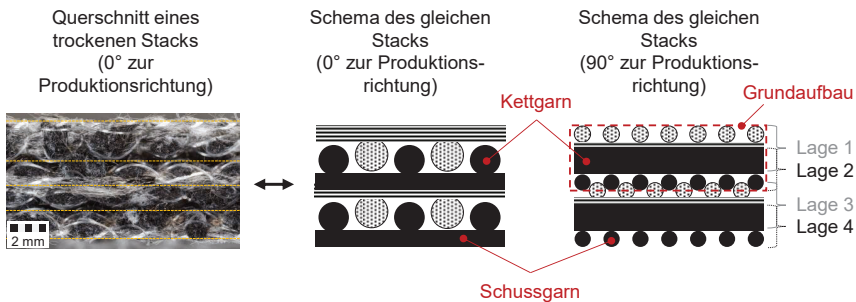 Querschnitt eines
trockenen Stacks
(0° zur
Produktionsrichtung)
Schema des gleichen
Stacks
(0° zur Produktions-
richtung)
Schema des gleichen
Stacks
(90° zur Produktions-
richtung)
Kettgarn
Grundaufbau
Lage 1
Lage 2
Lage 3
Lage 4
2 mm
Schussgarn